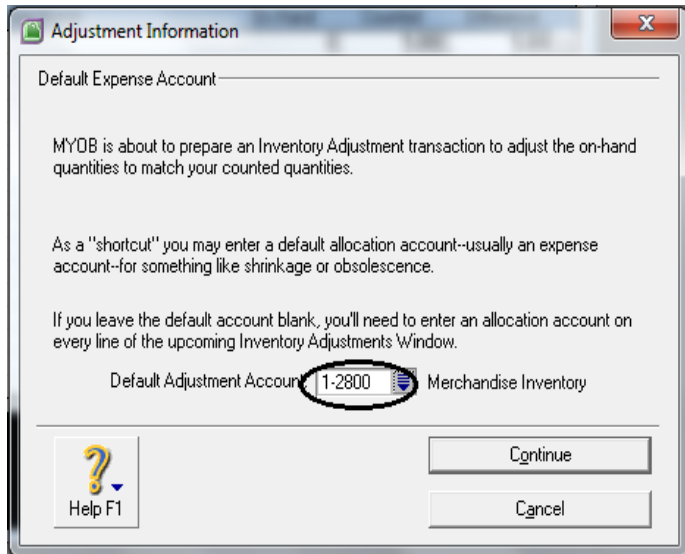 Adjustment Information
Default Expense Account
MYOB is about to prepare an Inventory Adjustment transaction to adjust the on-hand
quantities to match your counted quantities.
As a "shortcut" you may enter a default allocation account--usually an expense
account--for something like shrinkage or obsolescence.
If you leave the default account blank, you'll need to enter an allocation account on
every line of the upcoming Inventory Adjustments Window.
Default Adjustment Account: 1-2800 Merchandise Inventory
Continue
Help F1
Cancel